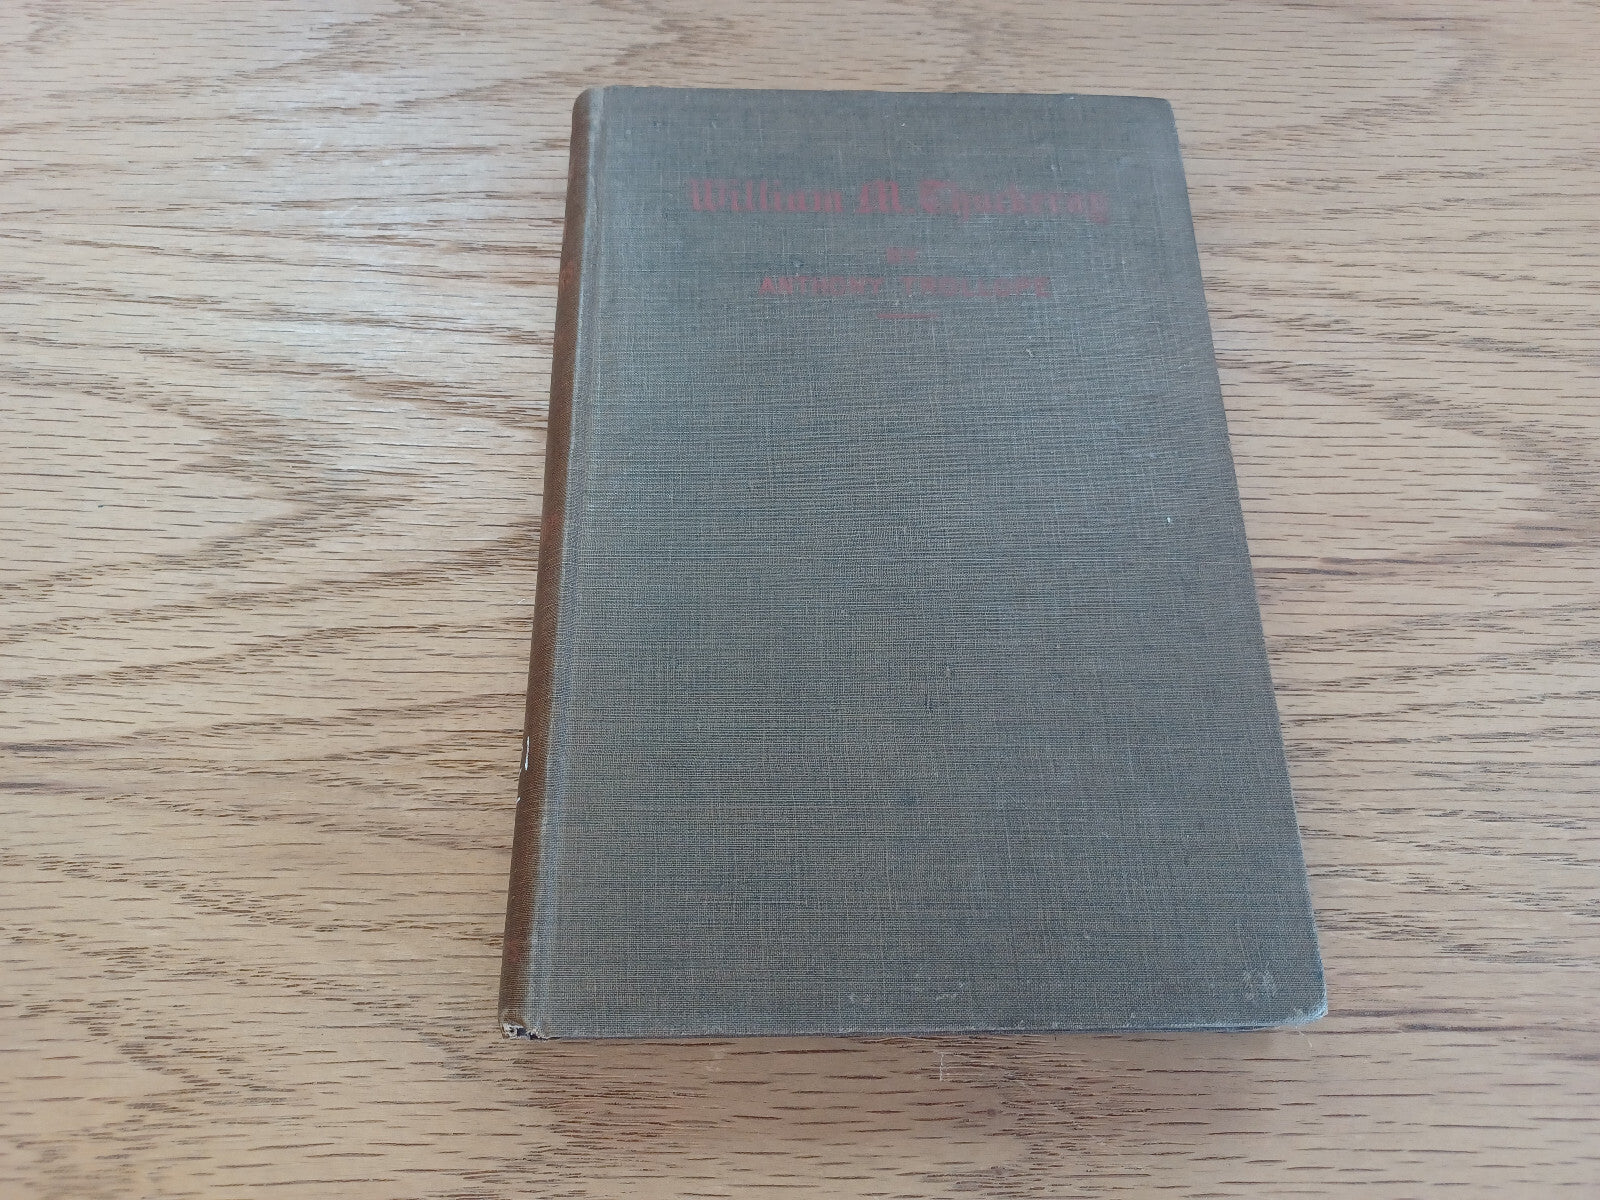 William M. Thackeray
BY
ANTHONY TROLLOPE